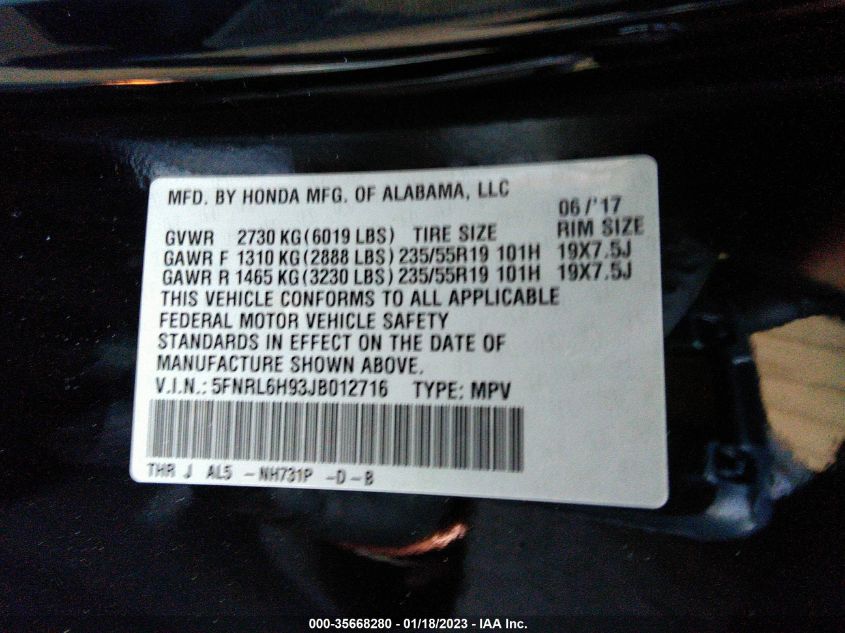 MFD. BY HONDA MFG. OF ALABAMA, LLC
06/'17
GVWR 2730 KG (6019 LBS) TIRE SIZE RIM SIZE
GAWR F 1310 KG (2888 LBS) 235/55R19 101H 19X7.5J
GAWR R 1465 KG (3230 LBS) 235/55R19 101H 19X7.5J
THIS VEHICLE CONFORMS TO ALL APPLICABLE
FEDERAL MOTOR VEHICLE SAFETY
STANDARDS IN EFFECT ON THE DATE OF
MANUFACTURE SHOWN ABOVE.
V.I.N.: 5FNRL6H93JB012716 TYPE: MPV
THR J AL5 -NH731P -D-B
000-35668280 - 01/18/2023 - IAA Inc.